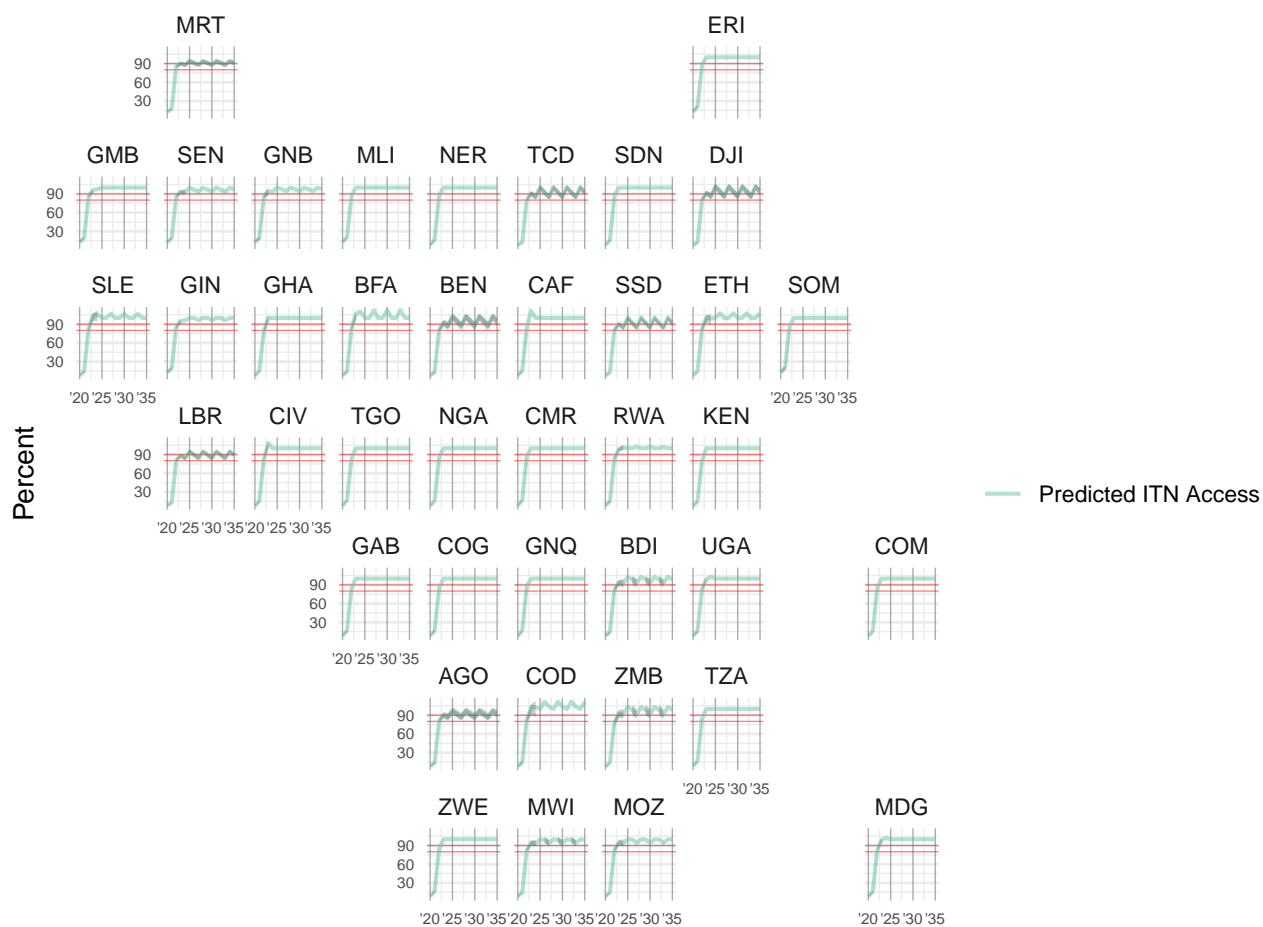 MRT ERI
90
60
30
GMB SEN GNB MLI NER TCD SDN DJI
90
60
30
SLE GIN GHA BFA BEN CAF SSD ETH SOM
90
60
30
'20 '25 '30 '35 '20 '25 '30 '35
LBR CIV TGO NGA CMR RWA KEN
90
60
30
'20 '25 '30 '35 '20 '25 '30 '35
GAB COG GNQ BDI UGA COM
90
60
30
'20 '25 '30 '35
AGO COD ZMB TZA
90
60
30
'20 '25 '30 '35
ZWE MWI MOZ MDG
90
60
30
'20 '25 '30 '35 '20 '25 '30 '35 '20 '25 '30 '35 '20 '25 '30 '35
Percent
Predicted ITN Access